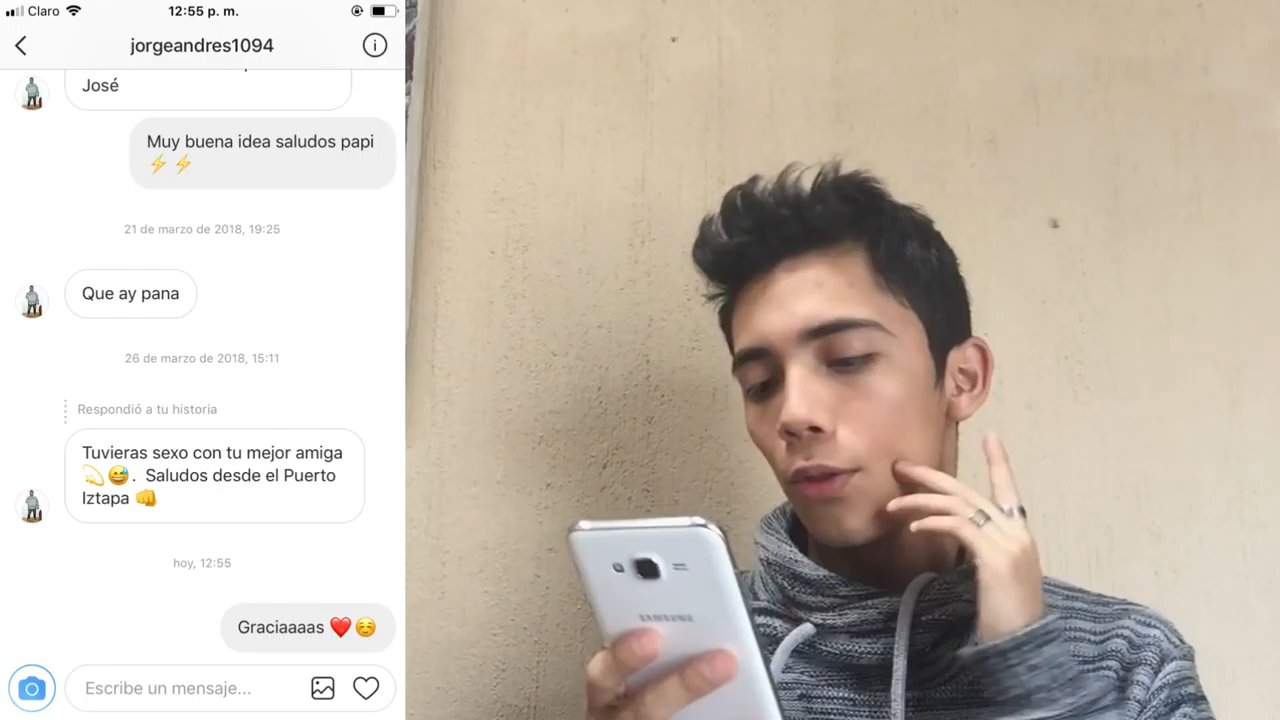 Claro
12:55 p. m.
jorgeandres1094
José
Muy buena idea saludos papi
⚡⚡
21 de marzo de 2018, 19:25
Que ay pana
26 de marzo de 2018, 15:11
Respondió a tu historia
Tuvieras sexo con tu mejor amiga
💫😅. Saludos desde el Puerto
Iztapa 👊
hoy, 12:55
Graciaaaas ❤️☺️
Escribe un mensaje...
SAMSUNG